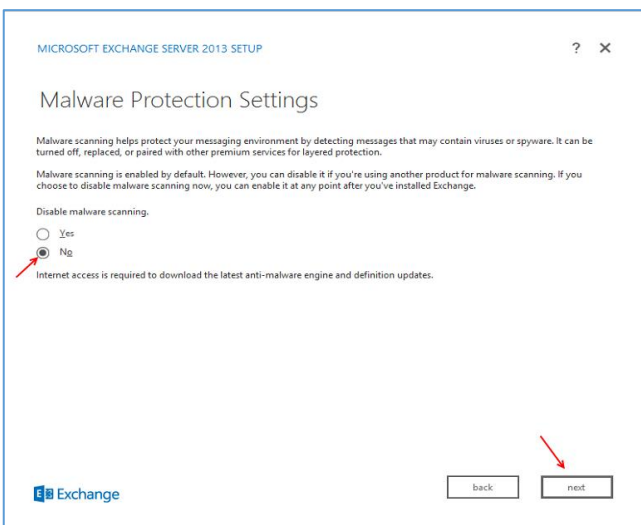 MICROSOFT EXCHANGE SERVER 2013 SETUP
? ✕
Malware Protection Settings
Malware scanning helps protect your messaging environment by detecting messages that may contain viruses or spyware. It can be
turned off, replaced, or paired with other premium services for layered protection.
Malware scanning is enabled by default. However, you can disable it if you're using another product for malware scanning. If you
choose to disable malware scanning now, you can enable it at any point after you've installed Exchange.
Disable malware scanning.
Yes
No
Internet access is required to download the latest anti-malware engine and definition updates.
E Exchange
back
next